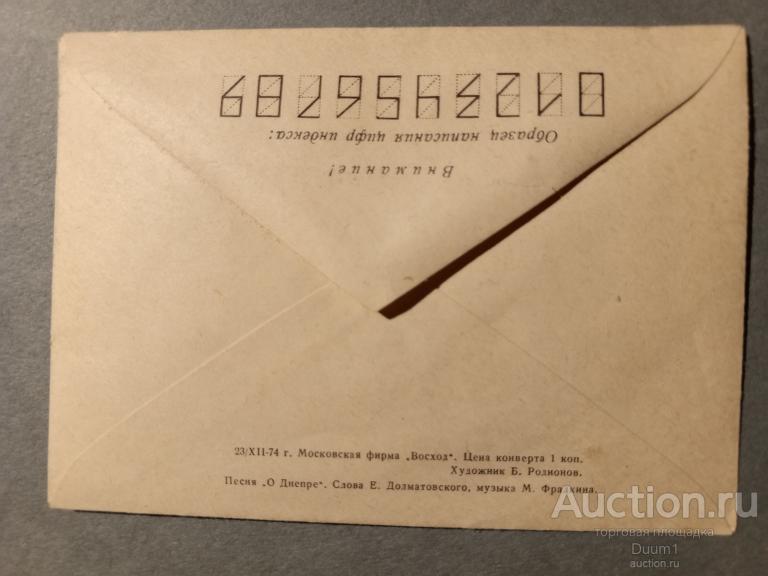 Внимание!
Образец написания цифр индекса:
0123456789
23/XII-74 г. Московская фирма „Восход“. Цена конверта 1 коп.
Художник Б. Родионов.
Песня „О Днепре“. Слова Е. Долматовского, музыка М. Фрадкина.
Auction.ru
торговая площадка
Duum1
auction.ru